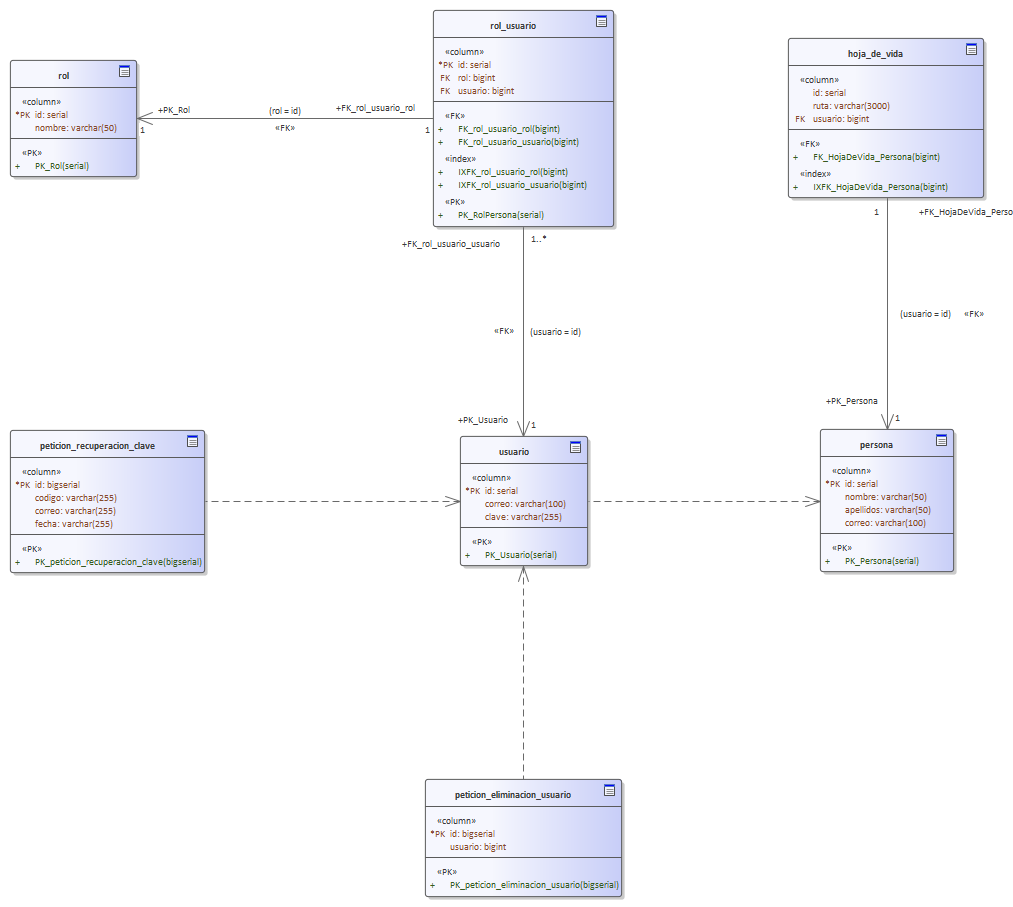 rol
«column»
*PK id: serial
nombre: varchar(50)
«PK»
+ PK_Rol(serial)
+PK_Rol
1
(rol = id)
«FK»
+FK_rol_usuario_rol
1
rol_usuario
«column»
*PK id: serial
FK rol: bigint
FK usuario: bigint
«FK»
+ FK_rol_usuario_rol(bigint)
+ FK_rol_usuario_usuario(bigint)
«index»
+ IXFK_rol_usuario_rol(bigint)
+ IXFK_rol_usuario_usuario(bigint)
«PK»
+ PK_RolPersona(serial)
hoja_de_vida
«column»
id: serial
ruta: varchar(3000)
FK usuario: bigint
«FK»
+ FK_HojaDeVida_Persona(bigint)
«index»
+ IXFK_HojaDeVida_Persona(bigint)
+FK_rol_usuario_usuario
1..*
«FK»
(usuario = id)
+PK_Usuario
1
1
+FK_HojaDeVida_Perso
(usuario = id)
«FK»
+PK_Persona
1
peticion_recuperacion_clave
«column»
*PK id: bigserial
codigo: varchar(255)
correo: varchar(255)
fecha: varchar(255)
«PK»
+ PK_peticion_recuperacion_clave(bigserial)
usuario
«column»
*PK id: serial
correo: varchar(100)
clave: varchar(255)
«PK»
+ PK_Usuario(serial)
persona
«column»
*PK id: serial
nombre: varchar(50)
apellidos: varchar(50)
correo: varchar(100)
«PK»
+ PK_Persona(serial)
peticion_eliminacion_usuario
«column»
*PK id: bigserial
usuario: bigint
«PK»
+ PK_peticion_eliminacion_usuario(bigserial)